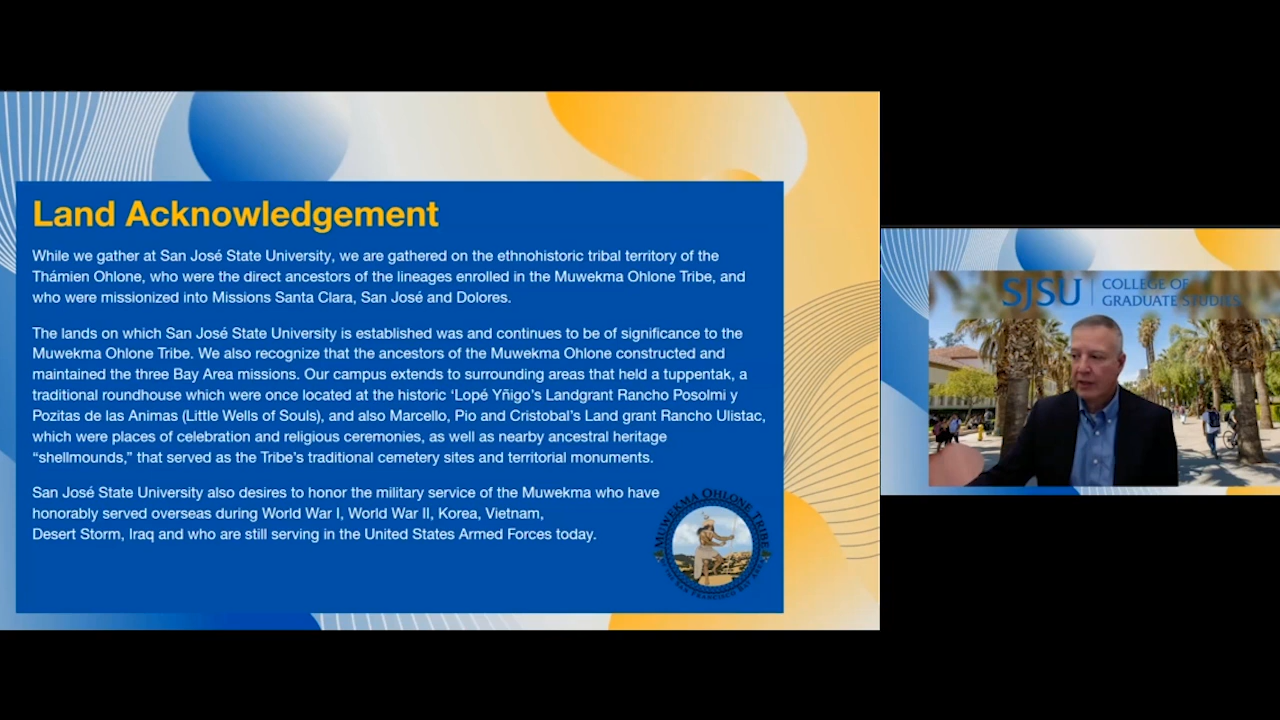 Land Acknowledgement
While we gather at San José State University, we are gathered on the ethnohistoric tribal territory of the
Thámien Ohlone, who were the direct ancestors of the lineages enrolled in the Muwekma Ohlone Tribe, and
who were missionized into Missions Santa Clara, San José and Dolores.
The lands on which San José State University is established was and continues to be of significance to the
Muwekma Ohlone Tribe. We also recognize that the ancestors of the Muwekma Ohlone constructed and
maintained the three Bay Area missions. Our campus extends to surrounding areas that held a tuppentak, a
traditional roundhouse which were once located at the historic ‘Lopé Yñigo’s Landgrant Rancho Posolmi y
Pozitas de las Animas (Little Wells of Souls), and also Marcello, Pio and Cristobal’s Land grant Rancho Ulistac,
which were places of celebration and religious ceremonies, as well as nearby ancestral heritage
“shellmounds,” that served as the Tribe’s traditional cemetery sites and territorial monuments.
San José State University also desires to honor the military service of the Muwekma who have
honorably served overseas during World War I, World War II, Korea, Vietnam,
Desert Storm, Iraq and who are still serving in the United States Armed Forces today.
MUWEKMA OHLONE TRIBE
SAN FRANCISCO BAY AREA
SJSU
COLLEGE OF
GRADUATE STUDIES